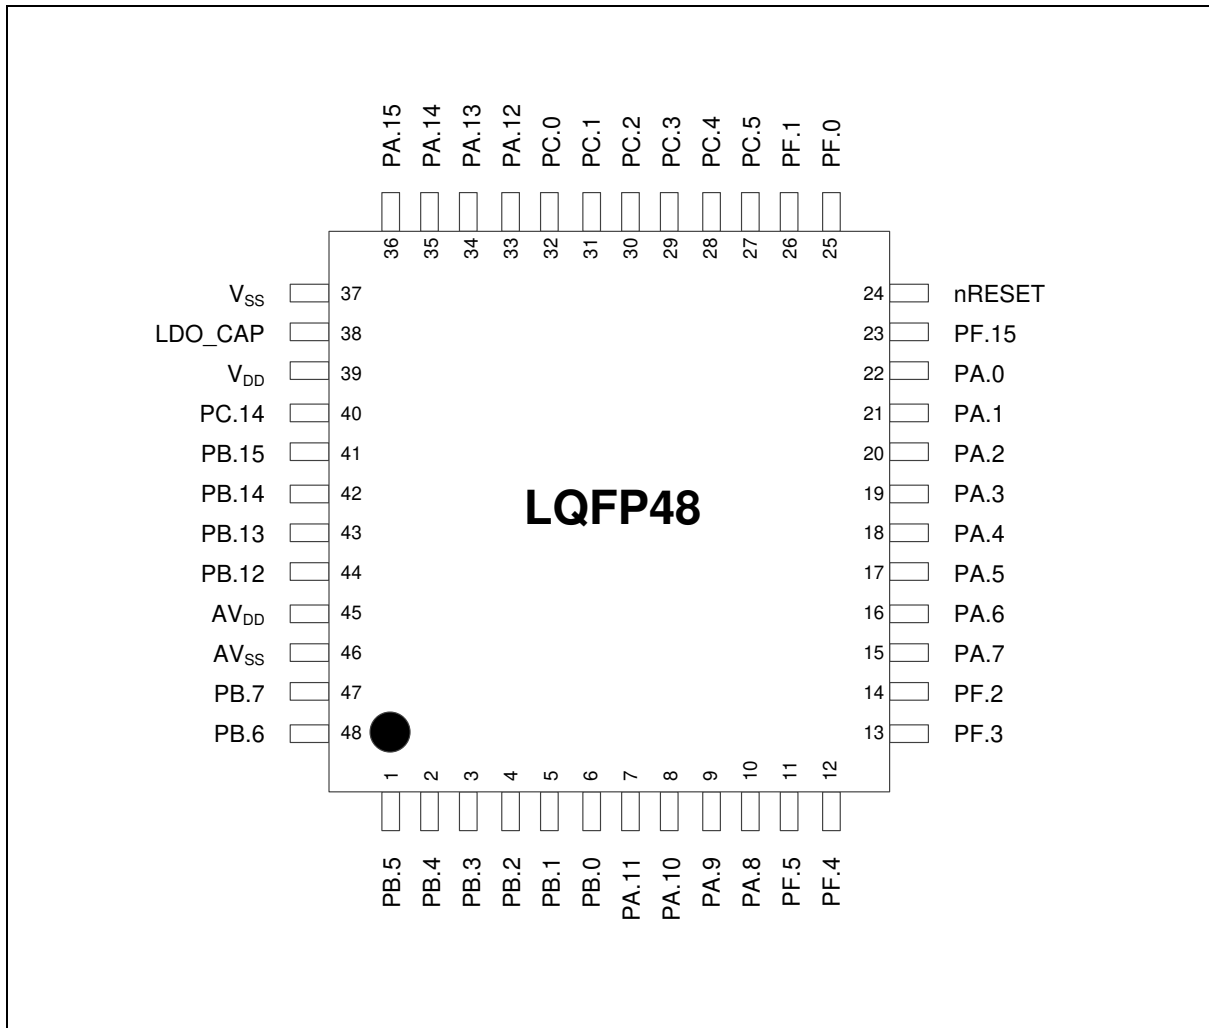 PA.15 PA.14 PA.13 PA.12 PC.0 PC.1 PC.2 PC.3 PC.4 PC.5 PF.1 PF.0
36 35 34 33 32 31 30 29 28 27 26 25
VSS 37 24 nRESET
LDO_CAP 38 23 PF.15
VDD 39 22 PA.0
PC.14 40 21 PA.1
PB.15 41 20 PA.2
PB.14 42 19 PA.3
LQFP48
PB.13 43 18 PA.4
PB.12 44 17 PA.5
AVDD 45 16 PA.6
AVSS 46 15 PA.7
PB.7 47 14 PF.2
PB.6 48 13 PF.3
1 2 3 4 5 6 7 8 9 10 11 12
PB.5 PB.4 PB.3 PB.2 PB.1 PB.0 PA.11 PA.10 PA.9 PA.8 PF.5 PF.4